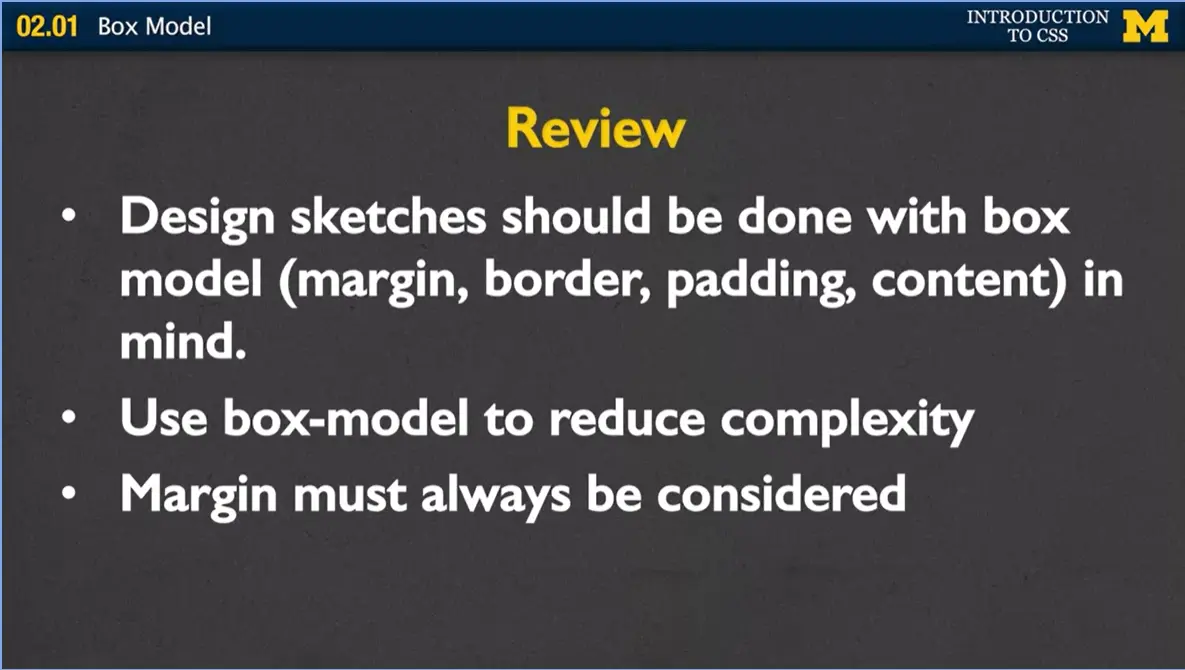 02.01 Box Model
INTRODUCTION
TO CSS
M
Review
• Design sketches should be done with box
model (margin, border, padding, content) in
mind.
• Use box-model to reduce complexity
• Margin must always be considered